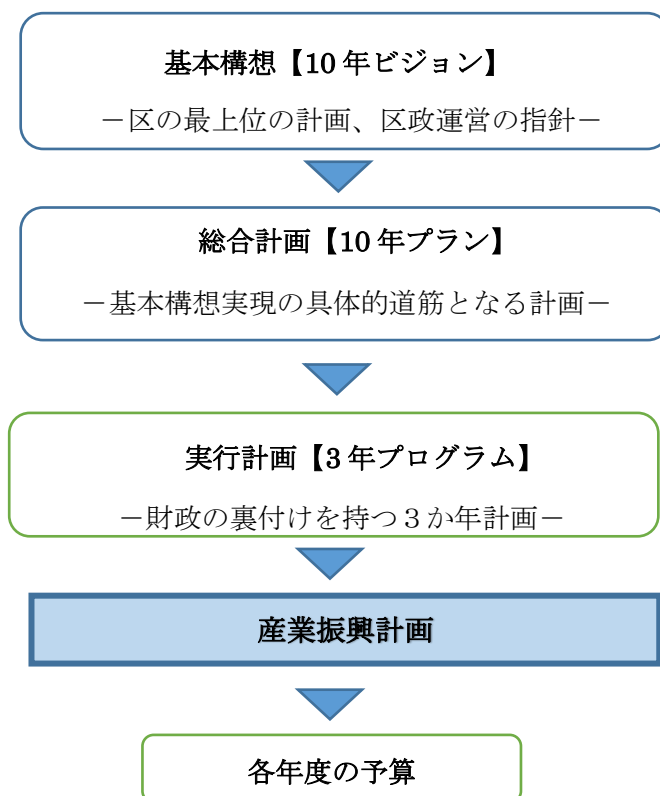 基本構想【10 年ビジョン】
－区の最上位の計画、区政運営の指針－
総合計画【10 年プラン】
－基本構想実現の具体的道筋となる計画－
実行計画【3 年プログラム】
－財政の裏付けを持つ３か年計画－
産業振興計画
各年度の予算